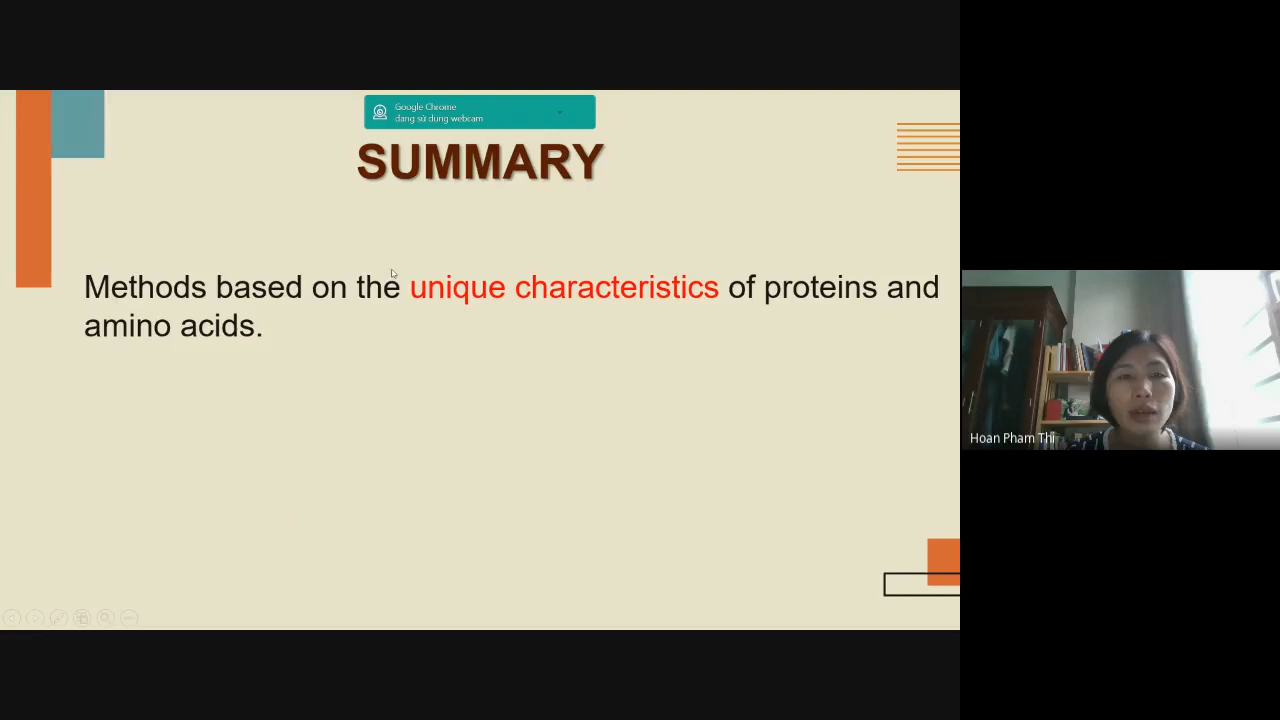 Google Chrome
đang sử dụng webcam
SUMMARY
Methods based on the unique characteristics of proteins and
amino acids.
Hoan Pham Thi